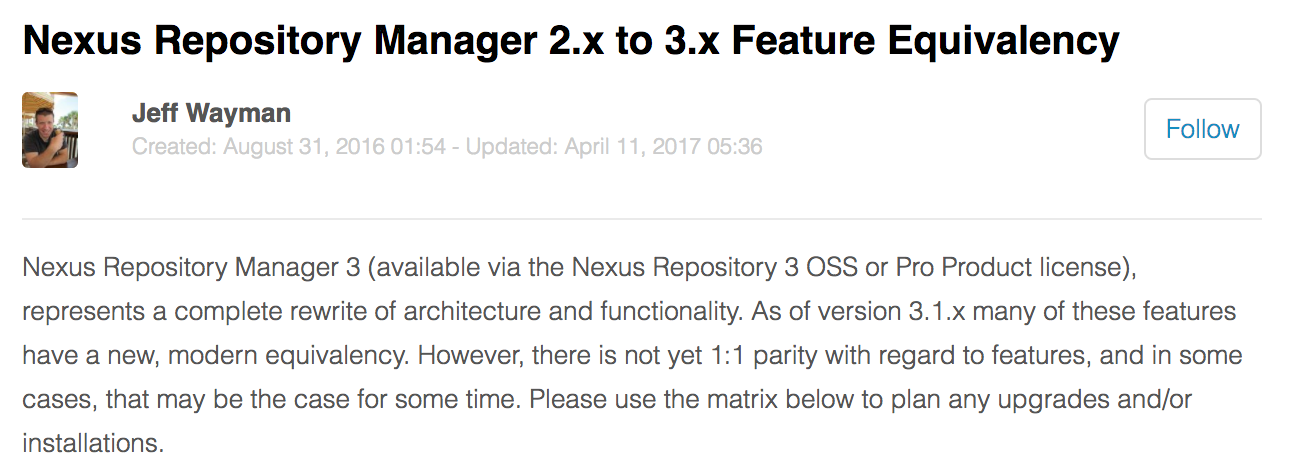 Nexus Repository Manager 2.x to 3.x Feature Equivalency
Jeff Wayman
Created: August 31, 2016 01:54 - Updated: April 11, 2017 05:36
Follow
Nexus Repository Manager 3 (available via the Nexus Repository 3 OSS or Pro Product license),
represents a complete rewrite of architecture and functionality. As of version 3.1.x many of these features
have a new, modern equivalency. However, there is not yet 1:1 parity with regard to features, and in some
cases, that may be the case for some time. Please use the matrix below to plan any upgrades and/or
installations.